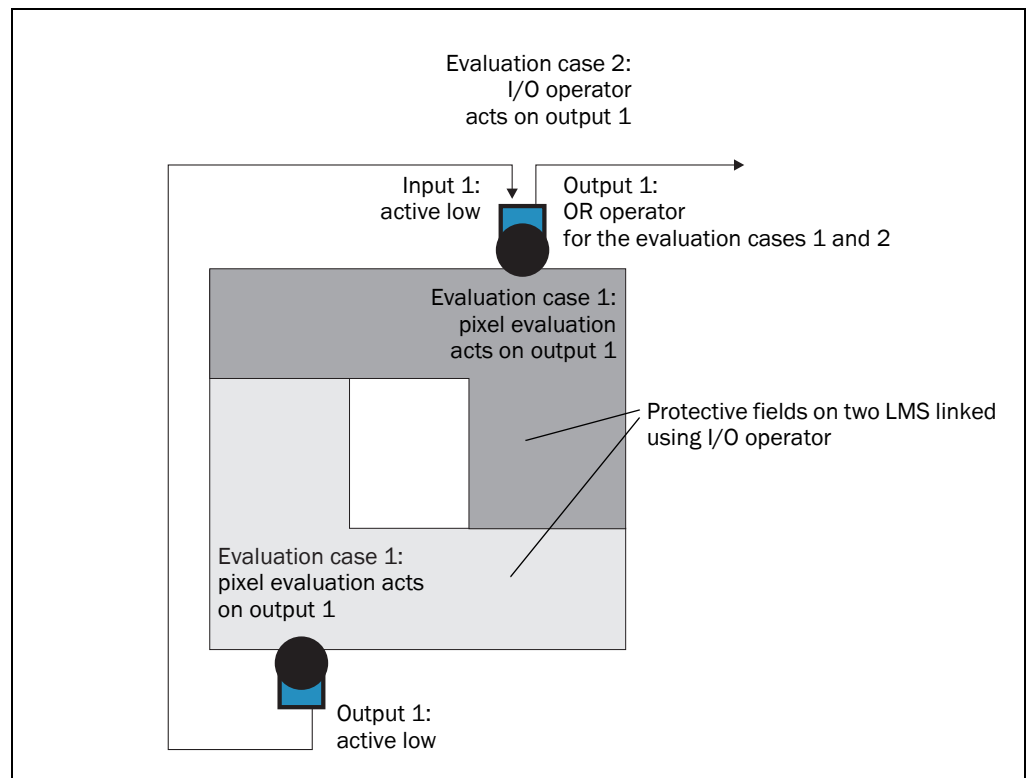 Evaluation case 2:
I/O operator
acts on output 1
Input 1:
active low
Output 1:
OR operator
for the evaluation cases 1 and 2
Evaluation case 1:
pixel evaluation
acts on output 1
Protective fields on two LMS linked
using I/O operator
Evaluation case 1:
pixel evaluation acts
on output 1
Output 1:
active low